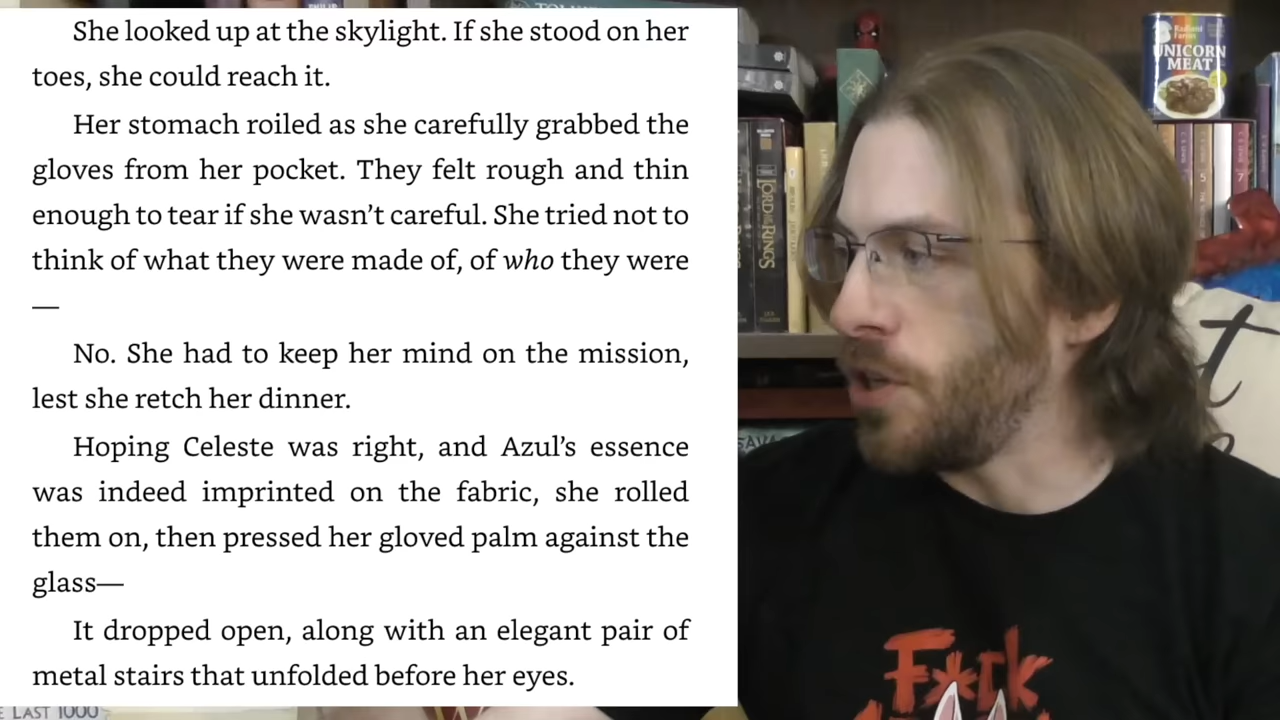 She looked up at the skylight. If she stood on her
toes, she could reach it.
Her stomach roiled as she carefully grabbed the
gloves from her pocket. They felt rough and thin
enough to tear if she wasn't careful. She tried not to
think of what they were made of, of who they were
—
No. She had to keep her mind on the mission,
lest she retch her dinner.
Hoping Celeste was right, and Azul's essence
was indeed imprinted on the fabric, she rolled
them on, then pressed her gloved palm against the
glass—
It dropped open, along with an elegant pair of
metal stairs that unfolded before her eyes.
Radiant
Farms
UNICORN
MEAT
LORD OF THE RINGS
5
7
F*ck
LAST 1000